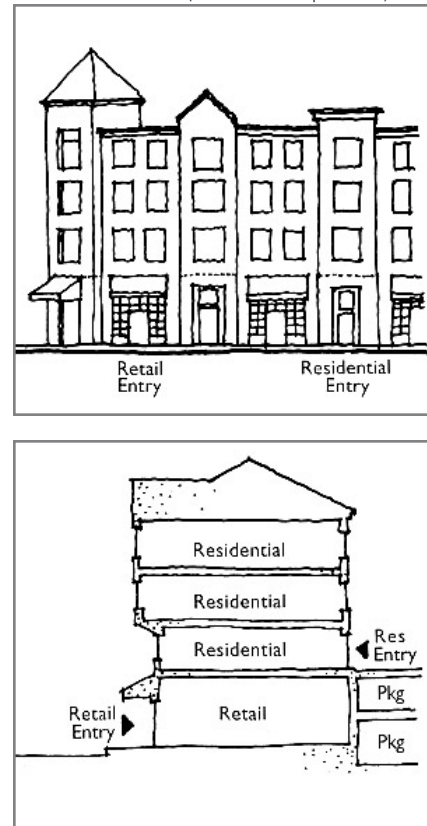 Retail
Entry
Residential
Entry
Residential
Residential
Residential
Res
Entry
Pkg
Retail
Entry
Retail
Pkg